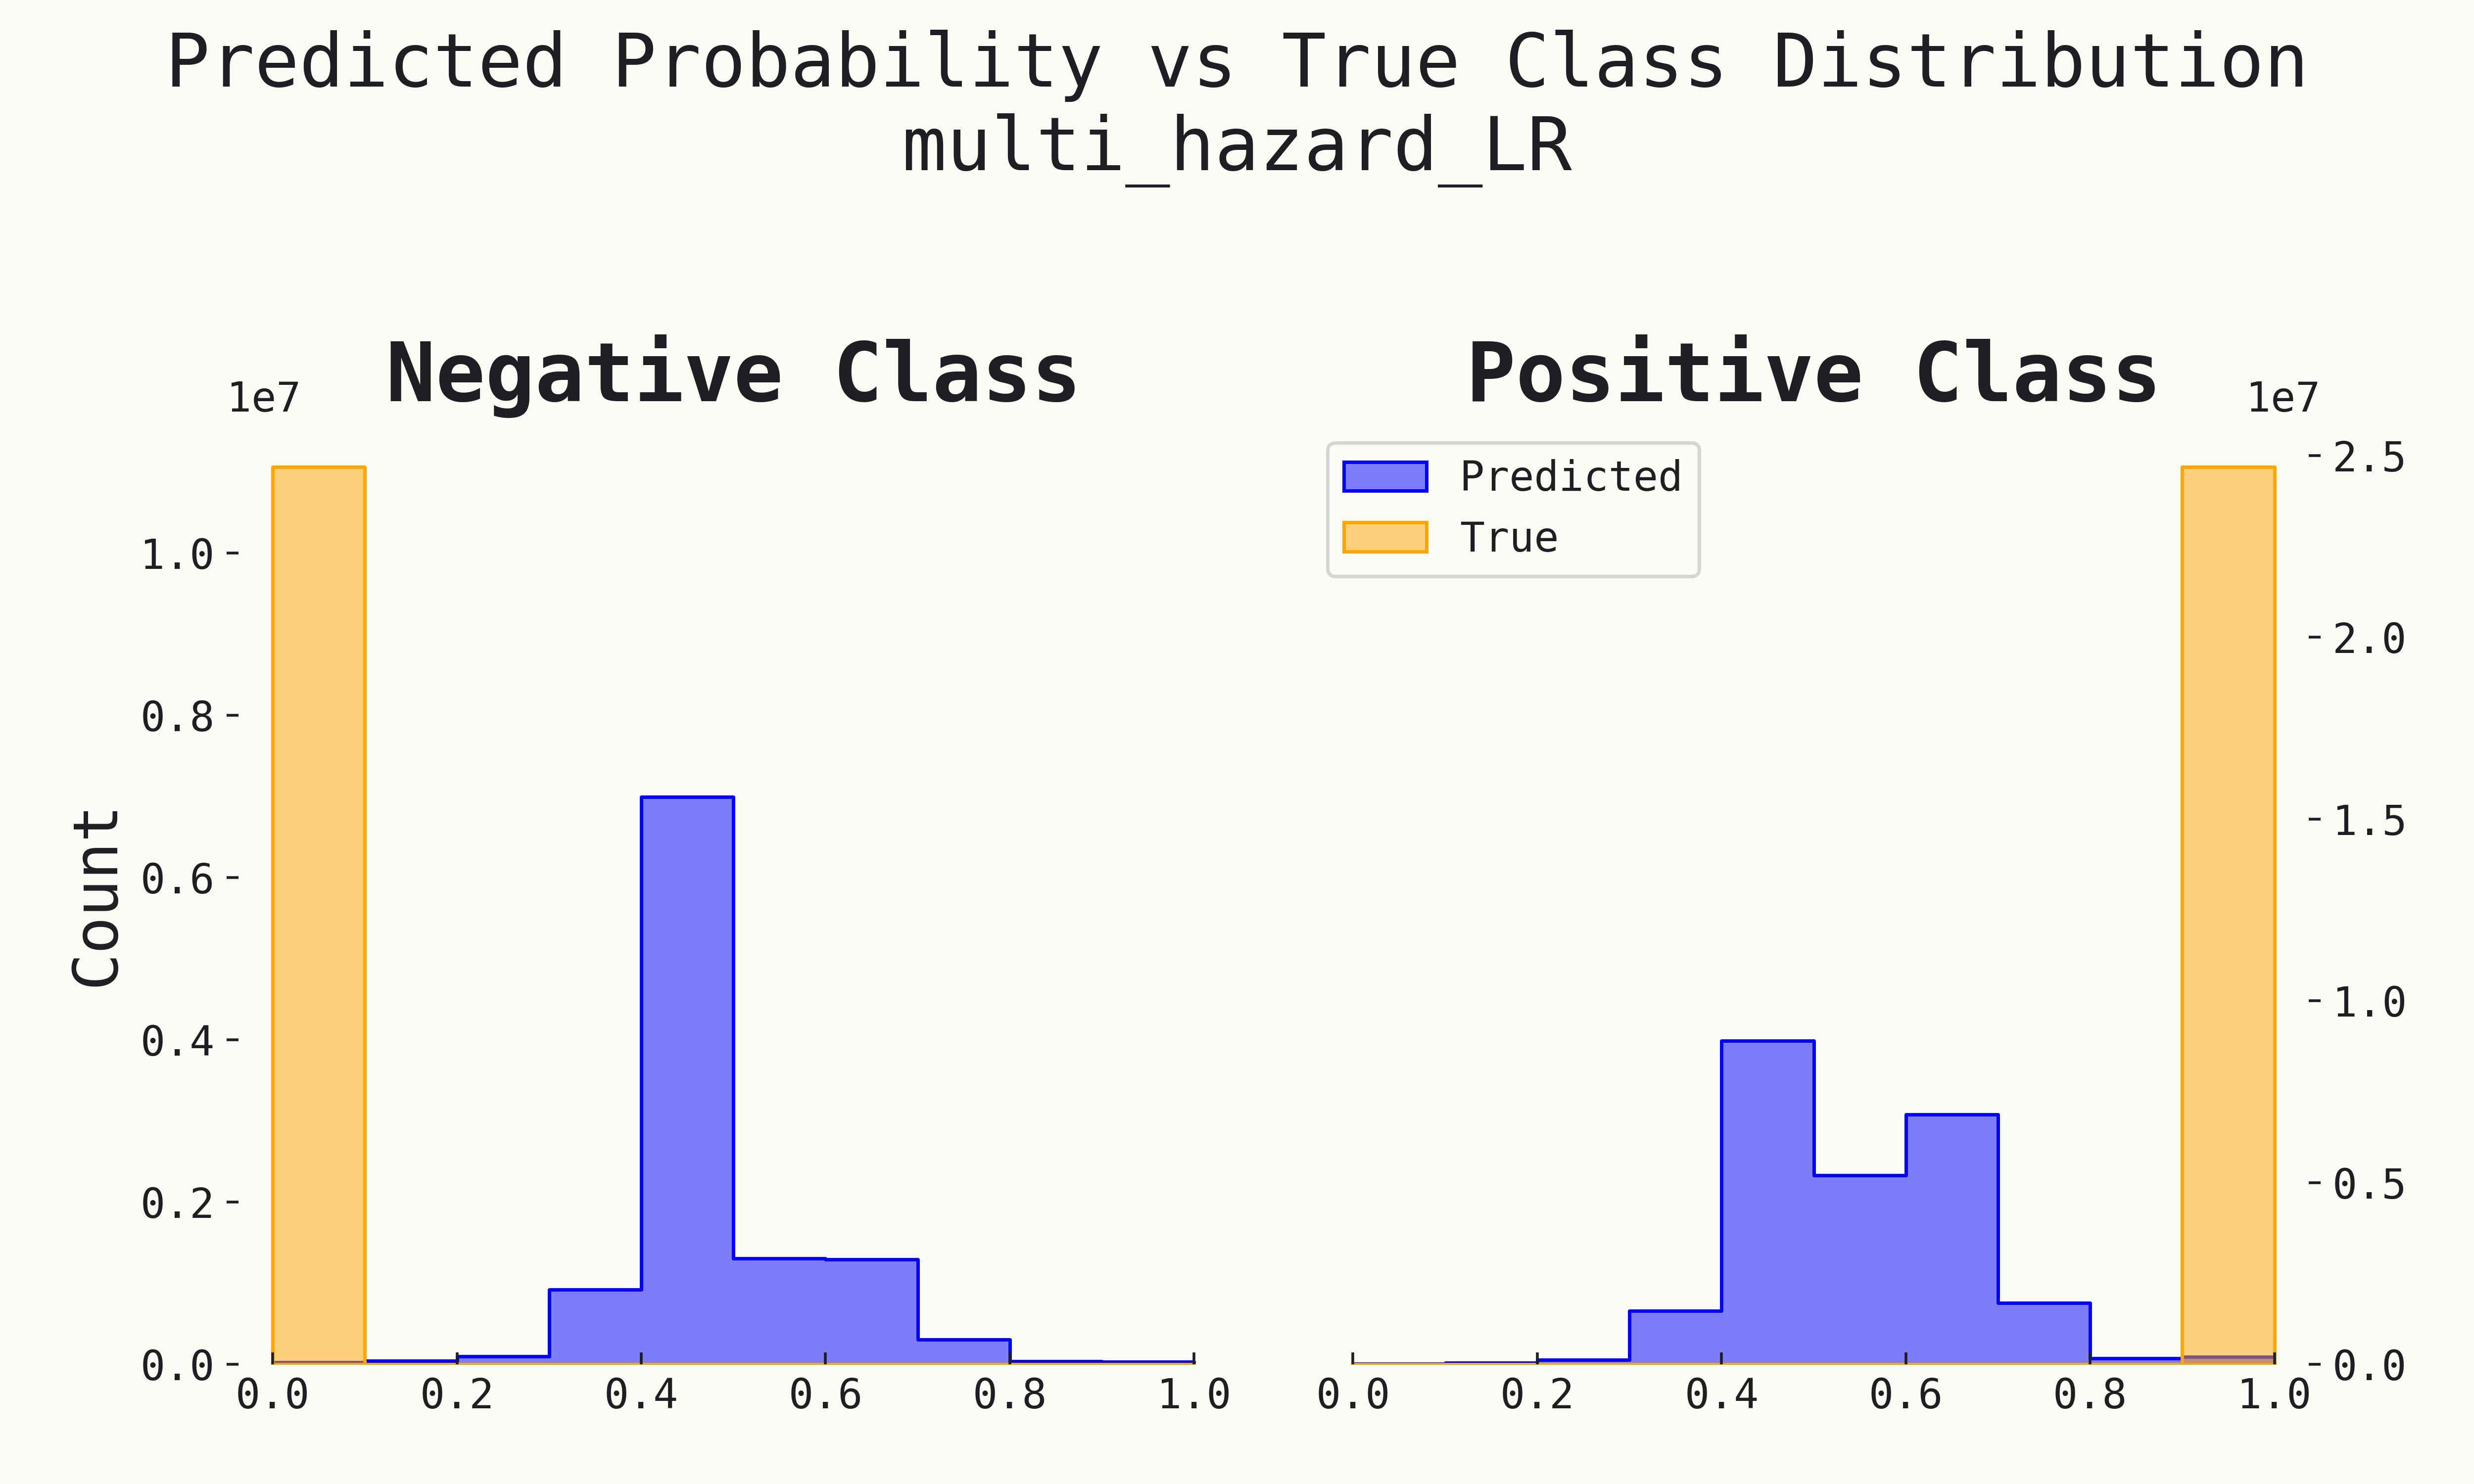 Predicted Probability vs True Class Distribution
multi_hazard_LR
Negative Class
1e7
1.0
0.8
0.6
0.4
0.2
0.0
Count
0.0 0.2 0.4 0.6 0.8 1.0
Positive Class
1e7
Predicted
True
2.5
2.0
1.5
1.0
0.5
0.0
0.0 0.2 0.4 0.6 0.8 1.0